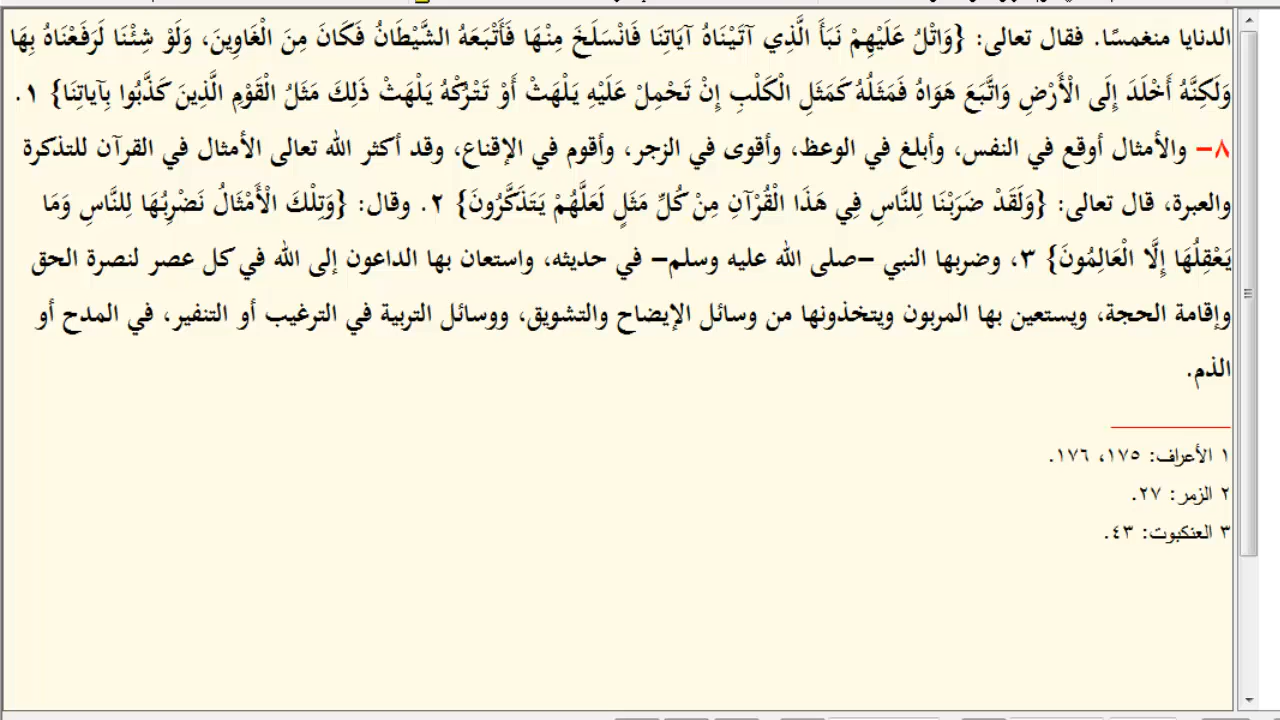 الدنايا منغمسًا. فقال تعالى: {وَاتْلُ عَلَيْهِمْ نَبَأَ الَّذِي آتَيْنَاهُ آيَاتِنَا فَانْسَلَخَ مِنْهَا فَأَتْبَعَهُ الشَّيْطَانُ فَكَانَ مِنَ الْغَاوِينَ، وَلَوْ شِئْنَا لَرَفَعْنَاهُ بِهَا
وَلَكِنَّهُ أَخْلَدَ إِلَى الْأَرْضِ وَاتَّبَعَ هَوَاهُ فَمَثَلُهُ كَمَثَلِ الْكَلْبِ إِنْ تَحْمِلْ عَلَيْهِ يَلْهَثْ أَوْ تَتْرُكْهُ يَلْهَثْ ذَلِكَ مَثَلُ الْقَوْمِ الَّذِينَ كَذَّبُوا بِآياتِنَا} ١.
٨- والأمثال أوقع في النفس، وأبلغ في الوعظ، وأقوى في الزجر، وأقوم في الإقناع، وقد أكثر الله تعالى الأمثال في القرآن للتذكرة
والعبرة، قال تعالى: {وَلَقَدْ ضَرَبْنَا لِلنَّاسِ فِي هَذَا الْقُرْآنِ مِنْ كُلِّ مَثَلٍ لَعَلَّهُمْ يَتَذَكَّرُونَ} ٢. وقال: {وَتِلْكَ الْأَمْثَالُ نَضْرِبُهَا لِلنَّاسِ وَمَا
يَعْقِلُهَا إِلَّا الْعَالِمُونَ} ٣، وضربها النبي -صلى الله عليه وسلم- في حديثه، واستعان بها الداعون إلى الله في كل عصر لنصرة الحق
وإقامة الحجة، ويستعين بها المربون ويتخذونها من وسائل الإيضاح والتشويق، ووسائل التربية في الترغيب أو التنفير، في المدح أو
الذم.
١ الأعراف: ١٧٥، ١٧٦.
٢ الزمر: ٢٧.
٣ العنكبوت: ٤٣.